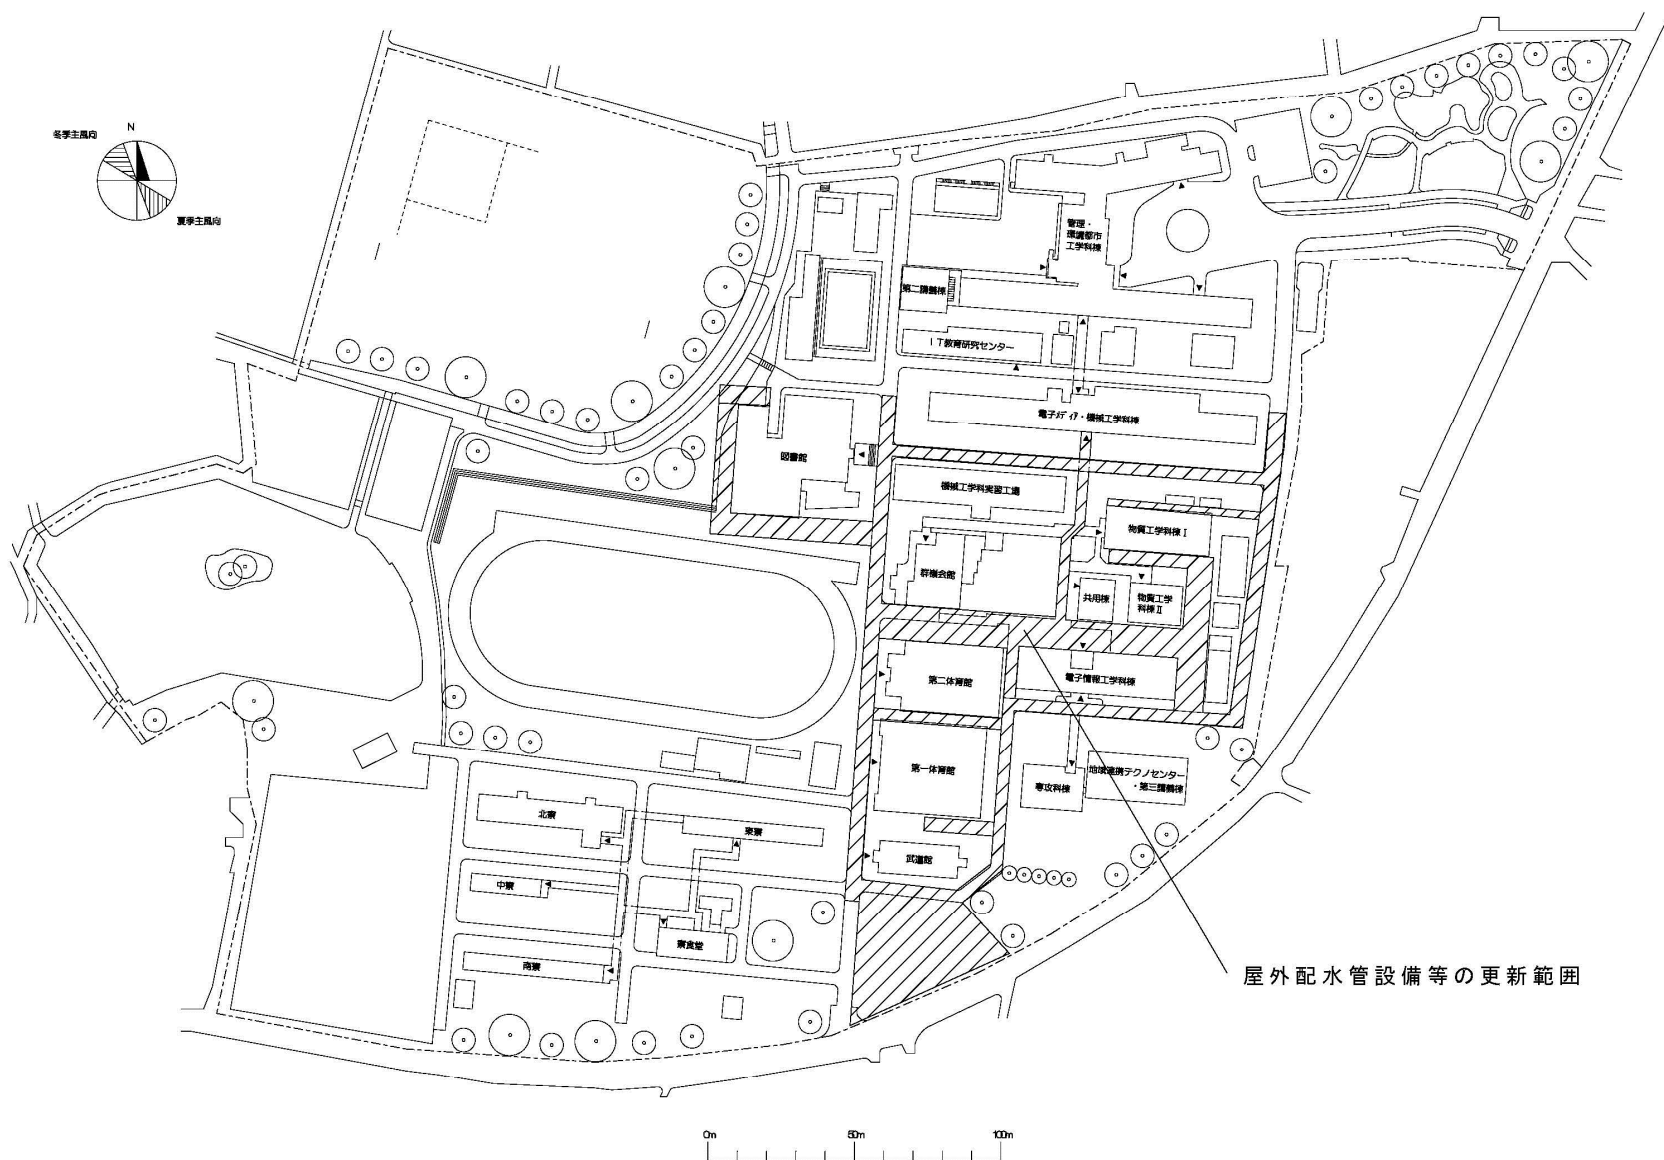 冬季主風向
N
夏季主風向
管理・
環境都市
工学科棟
第二講義棟
IT教育研究センター
電子メディア・機械工学科棟
図書館
機械工学科実習工場
物質工学科棟Ⅰ
群嶺会館
共用棟
物質工学
科棟Ⅱ
第二体育館
電子情報工学科棟
第一体育館
専攻科棟
地域連携テクノセンター
・第三講義棟
北寮
東寮
武道館
中寮
寮食堂
南寮
屋外配水管設備等の更新範囲
0m
50m
100m